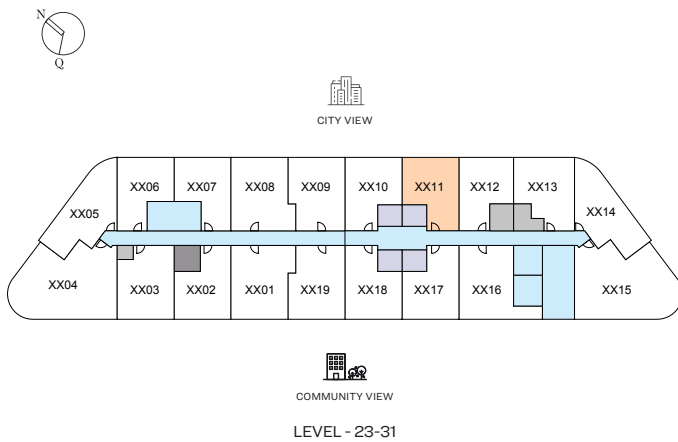 N
Q
CITY VIEW
XX06 XX07 XX08 XX09 XX10 XX11 XX12 XX13
XX05 XX14
XX04 XX15
XX03 XX02 XX01 XX19 XX18 XX17 XX16
COMMUNITY VIEW
LEVEL - 23-31